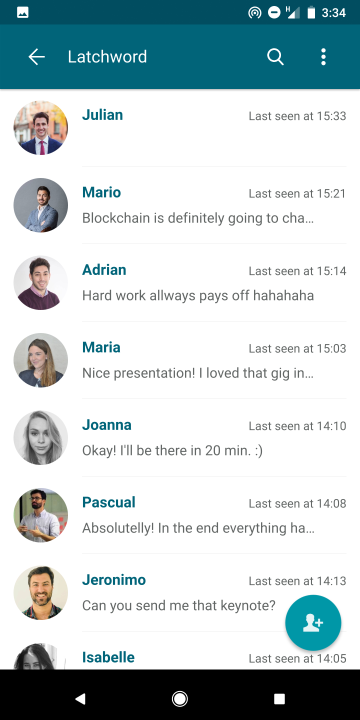 H
3:34
Latchword
Julian
Last seen at 15:33
Mario
Last seen at 15:21
Blockchain is definitely going to cha...
Adrian
Last seen at 15:14
Hard work allways pays off hahahaha
Maria
Last seen at 15:03
Nice presentation! I loved that gig in...
Joanna
Last seen at 14:10
Okay! I'll be there in 20 min. :)
Pascual
Last seen at 14:08
Absolutelly! In the end everything ha...
Jeronimo
Last seen at 14:13
Can you send me that keynote?
Isabelle
Last seen at 14:05